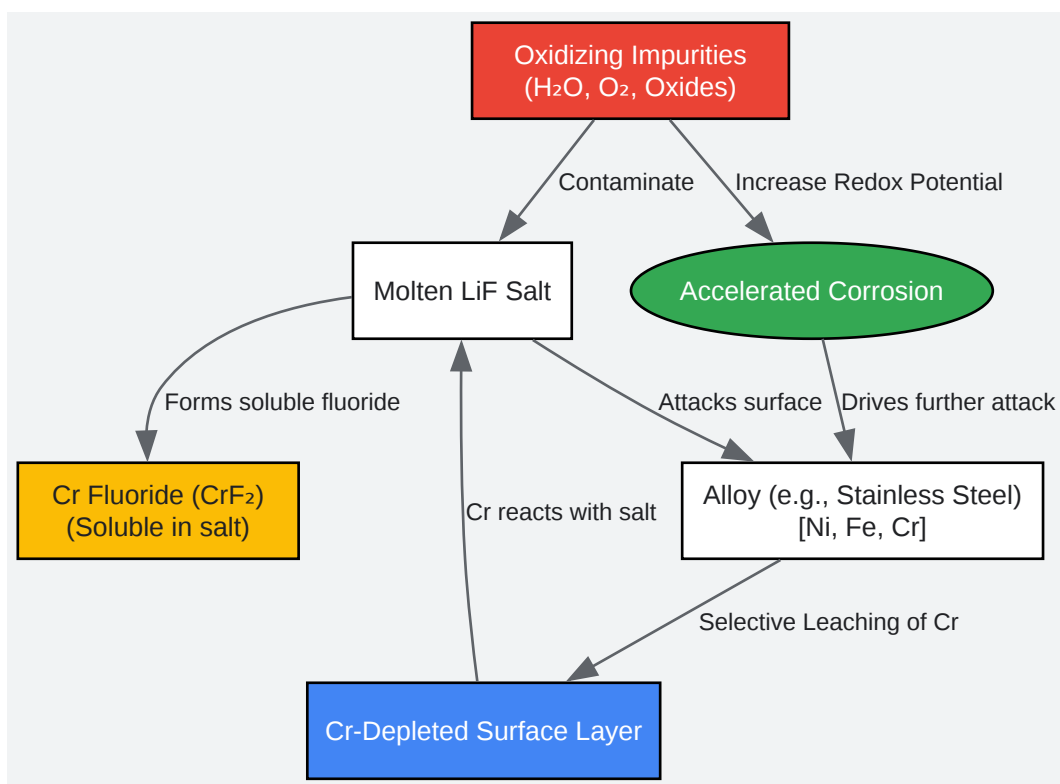 Oxidizing Impurities
(H₂O, O₂, Oxides)
Contaminate
Increase Redox Potential
Molten LiF Salt
Accelerated Corrosion
Forms soluble fluoride
Attacks surface
Drives further attack
Cr Fluoride (CrF₂)
(Soluble in salt)
Cr reacts with salt
Alloy (e.g., Stainless Steel)
[Ni, Fe, Cr]
Selective Leaching of Cr
Cr-Depleted Surface Layer